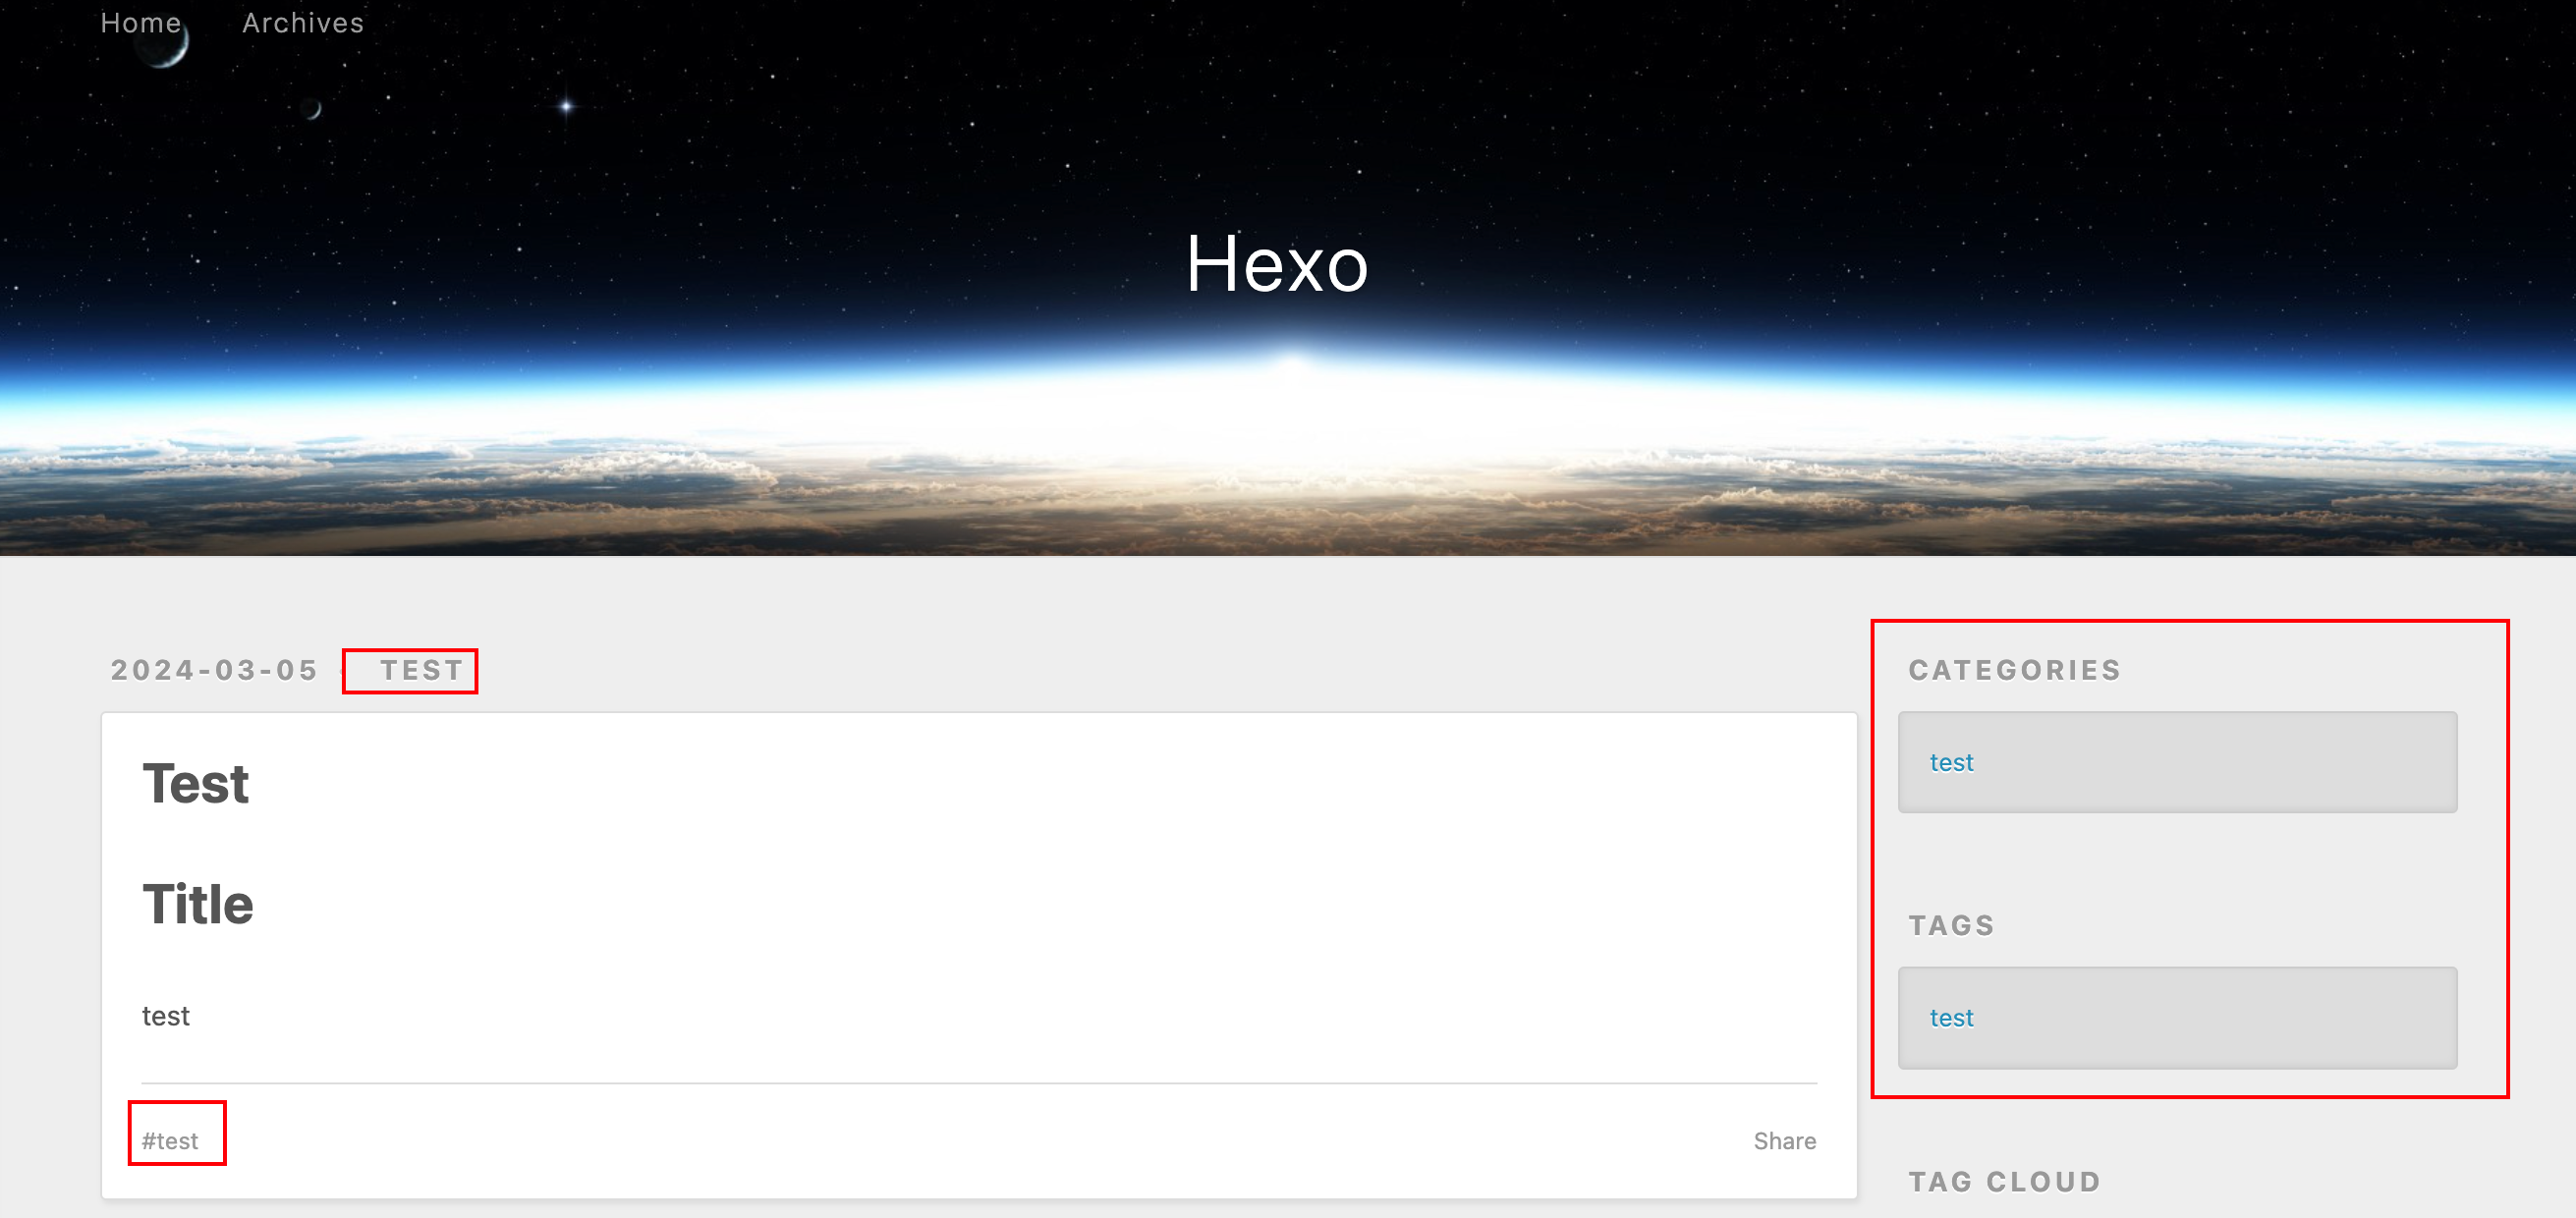 Home Archives
Hexo
2024-03-05 TEST
Test
Title
test
#test Share
CATEGORIES
test
TAGS
test
TAG CLOUD